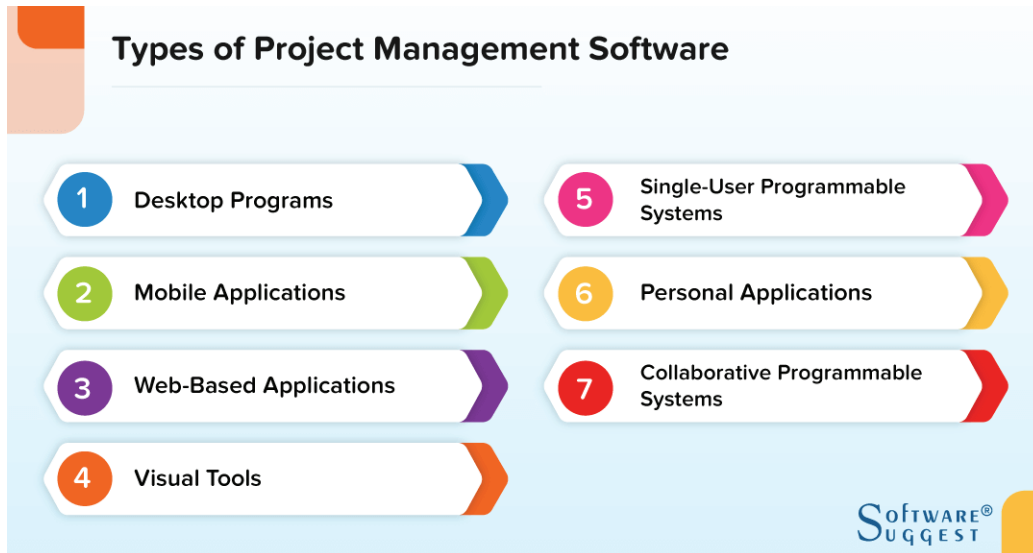 Types of Project Management Software
1
Desktop Programs
2
Mobile Applications
3
Web-Based Applications
4
Visual Tools
5
Single-User Programmable
Systems
6
Personal Applications
7
Collaborative Programmable
Systems
SOFTWARE®
SUGGEST